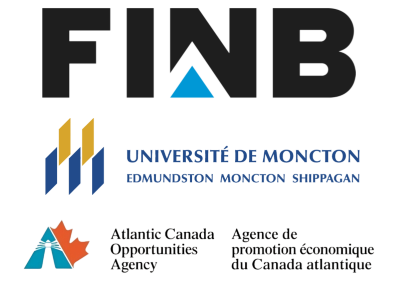 FINB
UNIVERSITÉ DE MONCTON
EDMUNDSTON MONCTON SHIPPAGAN
Atlantic Canada
Opportunities
Agency
Agence de
promotion économique
du Canada atlantique